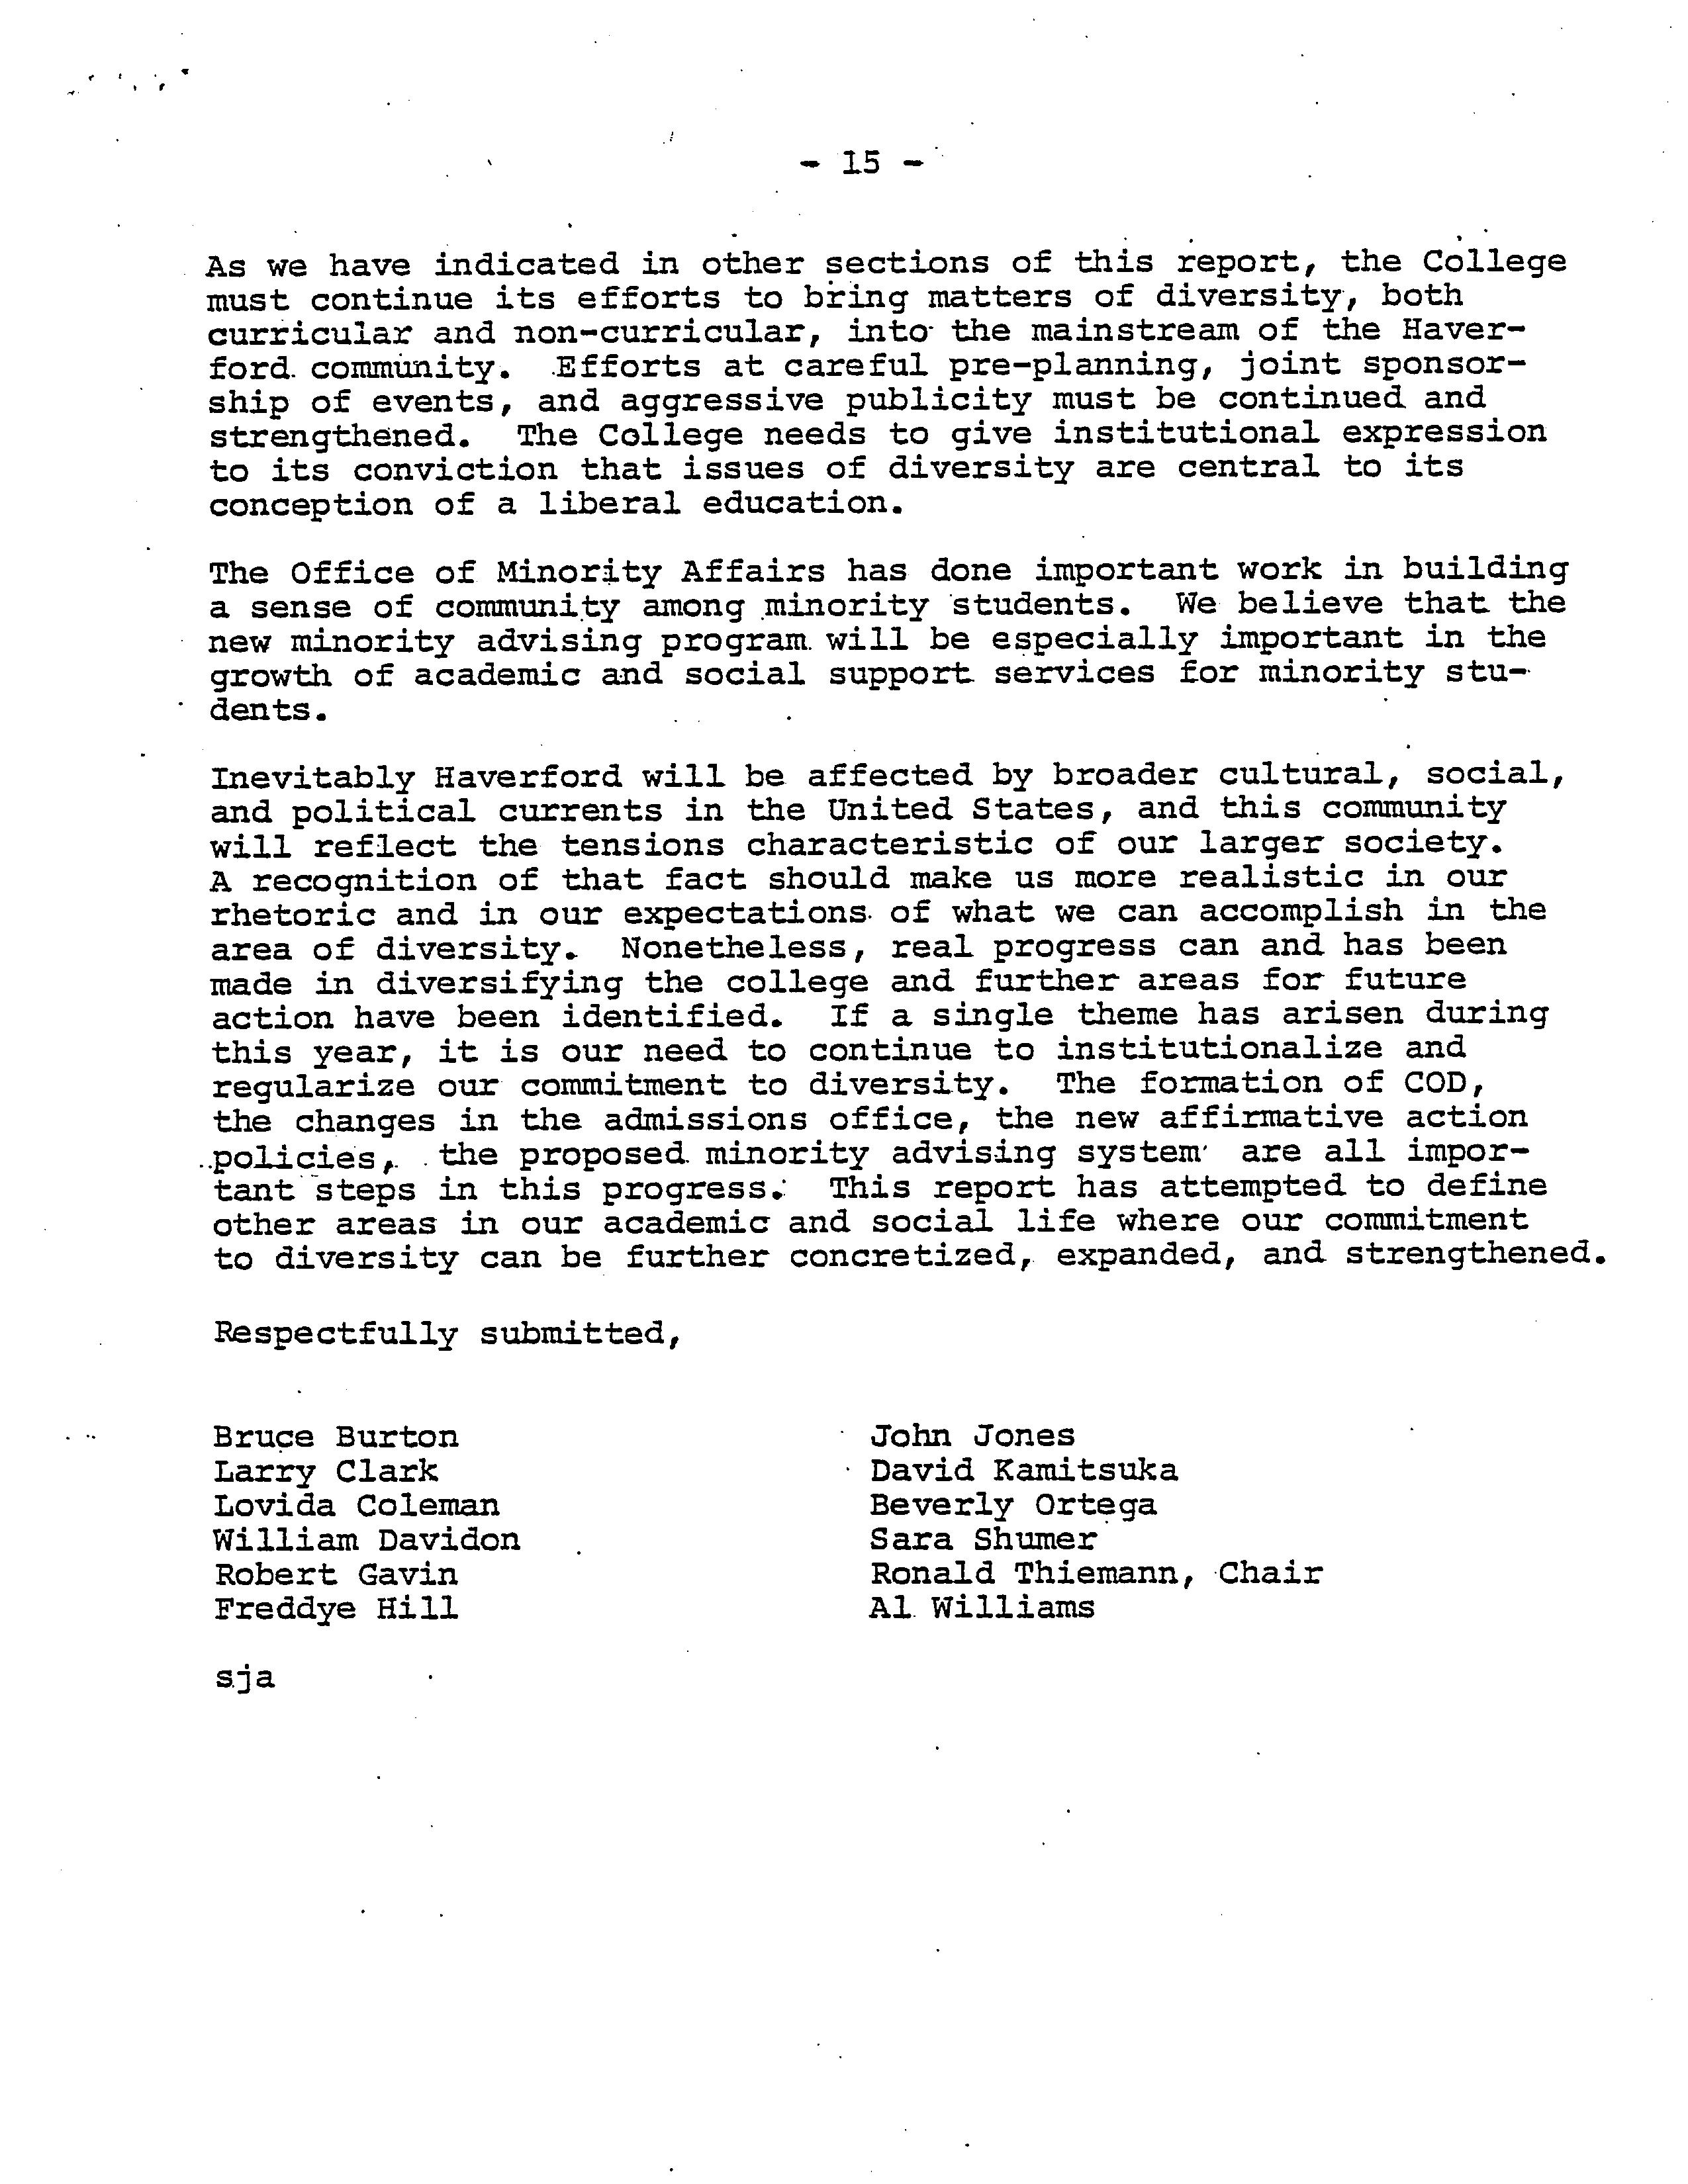 - 15 -
As we have indicated in other sections of this report, the College
must continue its efforts to bring matters of diversity, both
curricular and non-curricular, into the mainstream of the Haver-
ford community. Efforts at careful pre-planning, joint sponsor-
ship of events, and aggressive publicity must be continued and
strengthened. The College needs to give institutional expression
to its conviction that issues of diversity are central to its
conception of a liberal education.
The Office of Minority Affairs has done important work in building
a sense of community among minority students. We believe that the
new minority advising program will be especially important in the
growth of academic and social support services for minority stu-
dents.
Inevitably Haverford will be affected by broader cultural, social,
and political currents in the United States, and this community
will reflect the tensions characteristic of our larger society.
A recognition of that fact should make us more realistic in our
rhetoric and in our expectations of what we can accomplish in the
area of diversity. Nonetheless, real progress can and has been
made in diversifying the college and further areas for future
action have been identified. If a single theme has arisen during
this year, it is our need to continue to institutionalize and
regularize our commitment to diversity. The formation of COD,
the changes in the admissions office, the new affirmative action
policies, the proposed minority advising system are all impor-
tant steps in this progress. This report has attempted to define
other areas in our academic and social life where our commitment
to diversity can be further concretized, expanded, and strengthened.
Respectfully submitted,
Bruce Burton
Larry Clark
Lovida Coleman
William Davidon
Robert Gavin
Freddye Hill
John Jones
David Kamitsuka
Beverly Ortega
Sara Shumer
Ronald Thiemann, Chair
Al Williams
sja